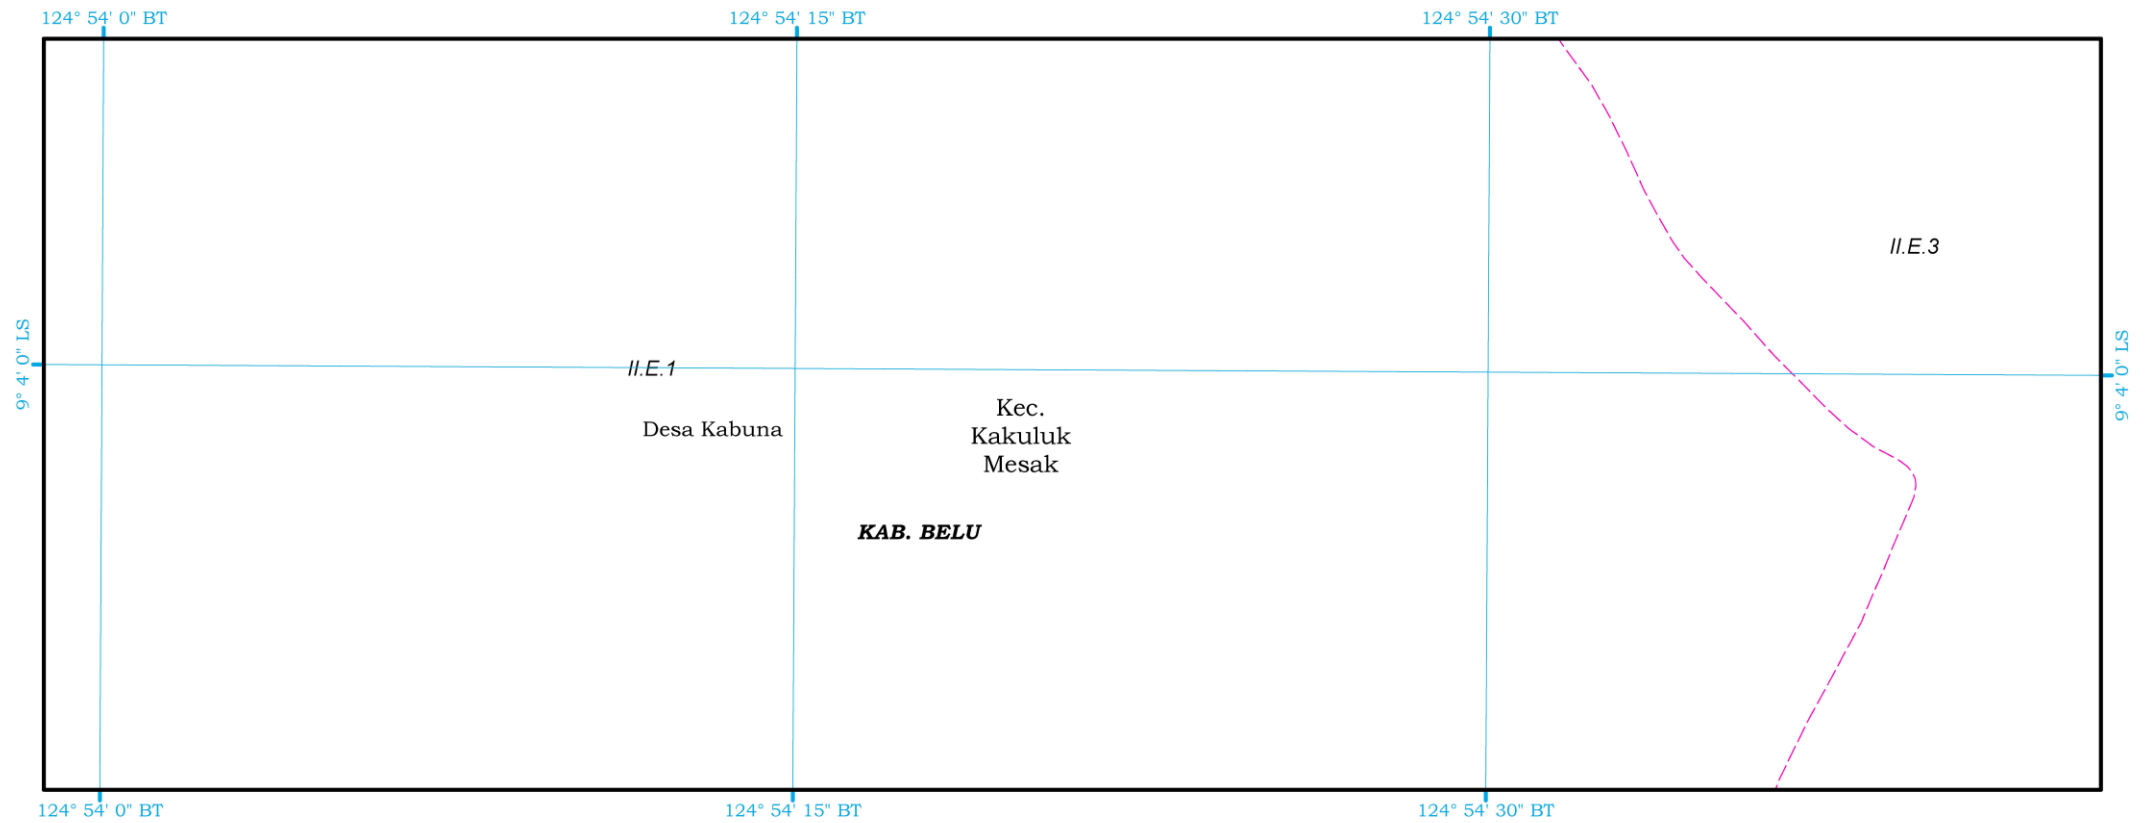 124° 54' 0" BT
124° 54' 15" BT
124° 54' 30" BT
II.E.3
9° 4' 0" LS
9° 4' 0" LS
II.E.1
Desa Kabuna
Kec.
Kakuluk
Mesak
KAB. BELU
124° 54' 0" BT
124° 54' 15" BT
124° 54' 30" BT